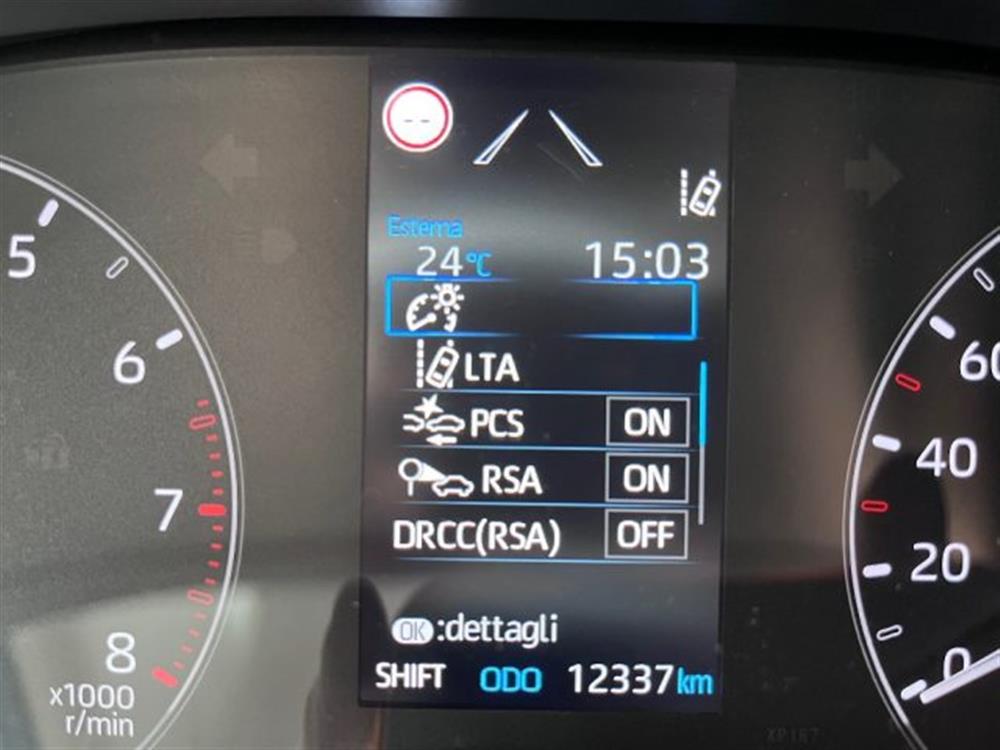 - -
Esterna
24°C 15:03
LTA
PCS ON
RSA ON
DRCC(RSA) OFF
OK :dettagli
SHIFT ODO 12337 km
5
6
7
8
x1000
r/min
60
40
20
0